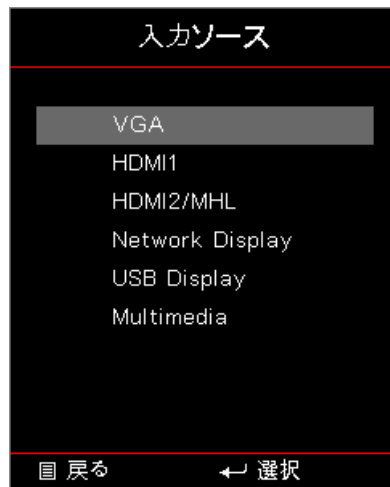 入力ソース
VGA
HDMI1
HDMI2/MHL
Network Display
USB Display
Multimedia
戻る 選択